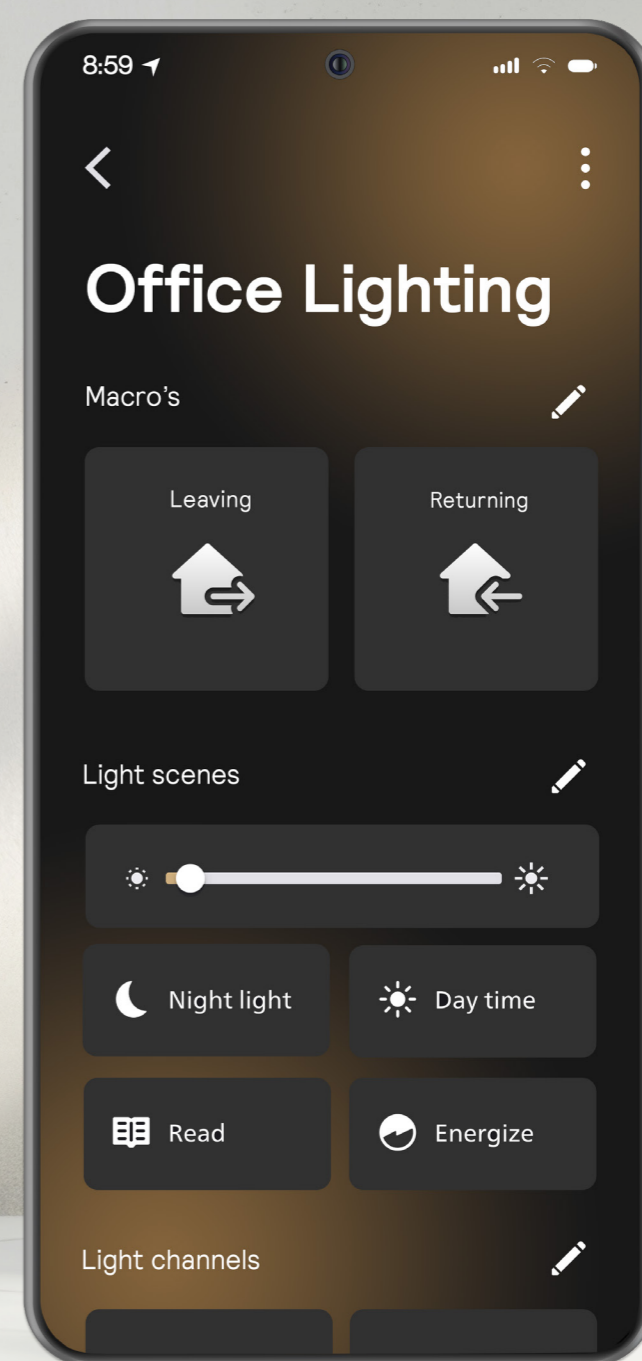 8:59
Office Lighting
Macro’s
Leaving Returning
Light scenes
Night light Day time
Read Energize
Light channels